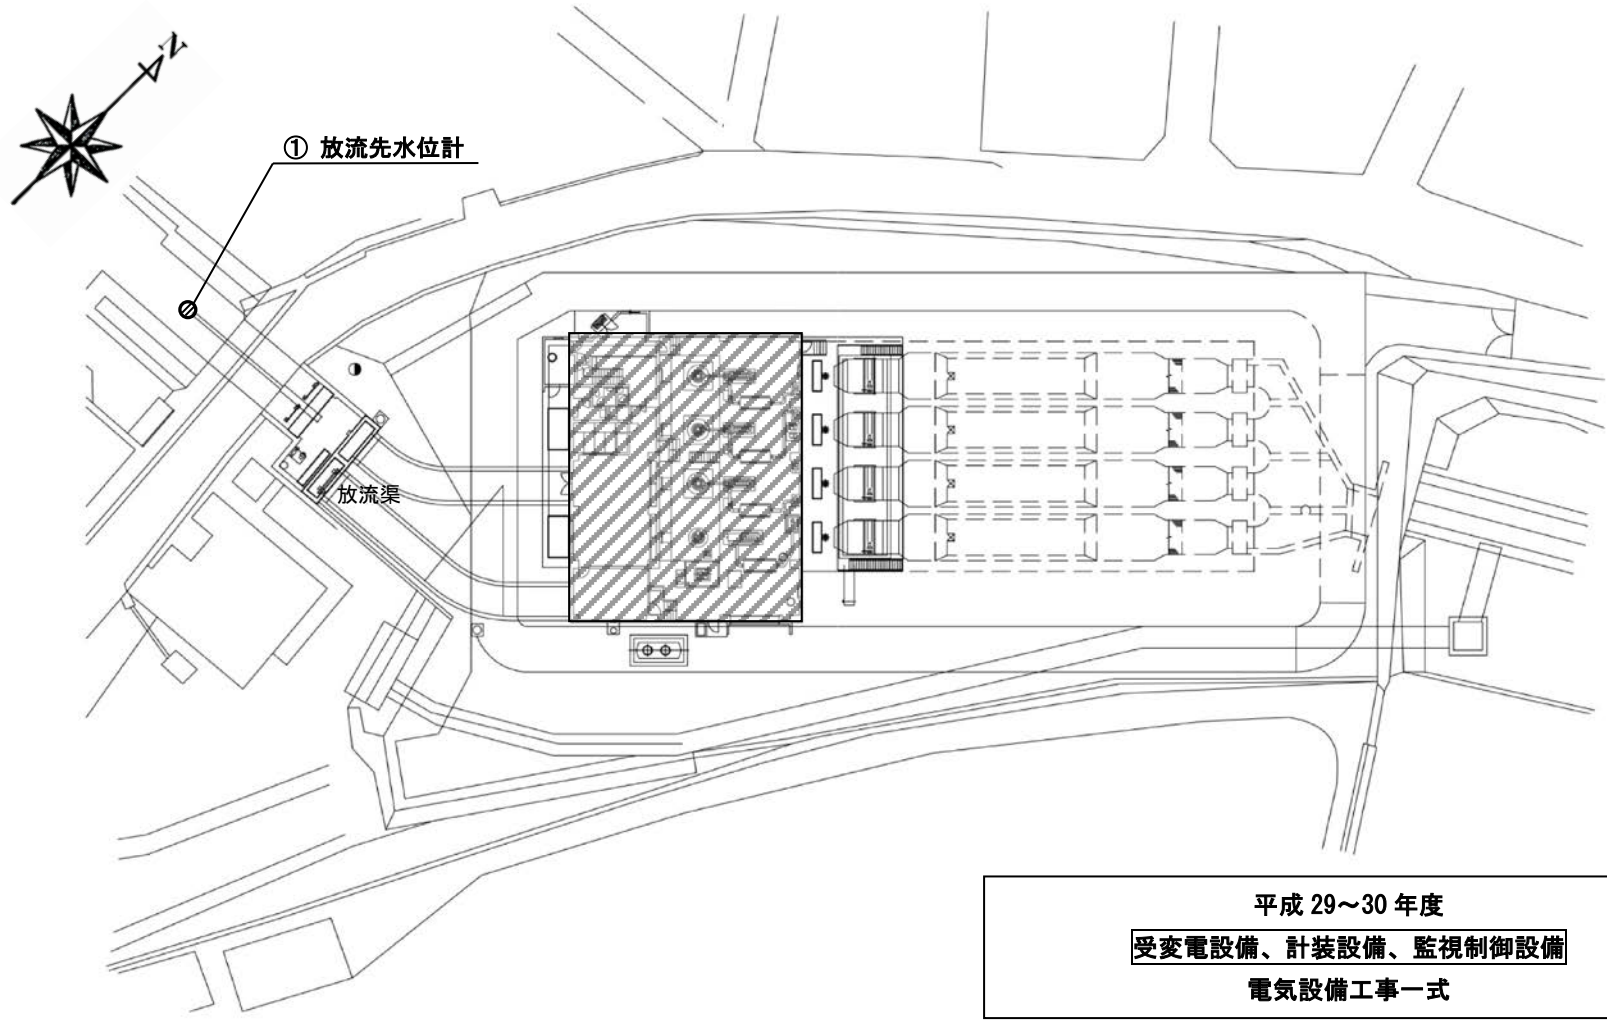 N
① 放流先水位計
放流渠
平成 29～30 年度
受変電設備、計装設備、監視制御設備
電気設備工事一式